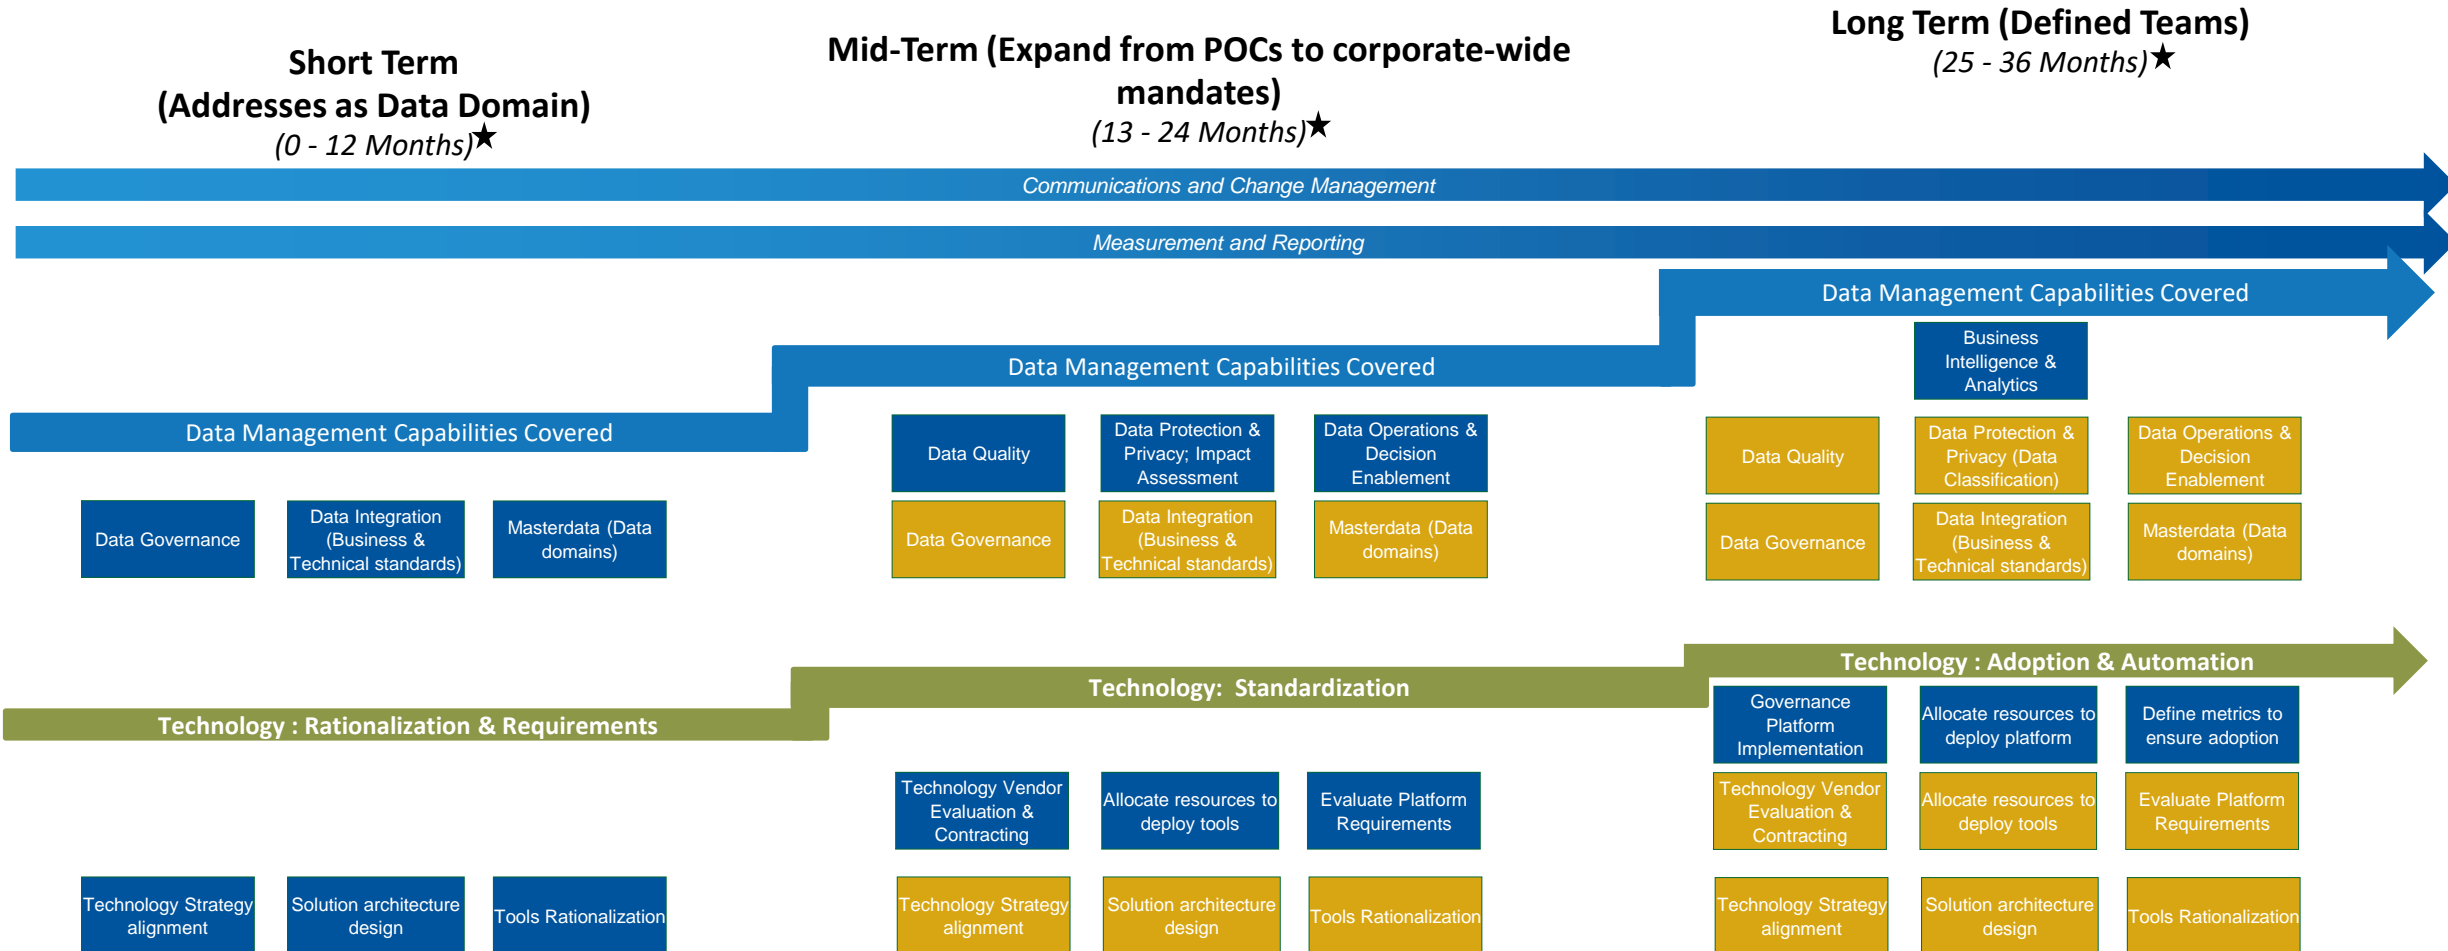 Short Term
(Addresses as Data Domain)
(0 - 12 Months)★
Mid-Term (Expand from POCs to corporate-wide
mandates)
(13 - 24 Months)★
Long Term (Defined Teams)
(25 - 36 Months)★
Communications and Change Management
Measurement and Reporting
Data Management Capabilities Covered
Data Governance
Data Integration
(Business &
Technical standards)
Masterdata (Data
domains)
Data Management Capabilities Covered
Data Quality
Data Protection &
Privacy; Impact
Assessment
Data Operations &
Decision
Enablement
Data Governance
Data Integration
(Business &
Technical standards)
Masterdata (Data
domains)
Data Management Capabilities Covered
Business
Intelligence &
Analytics
Data Quality
Data Protection &
Privacy (Data
Classification)
Data Operations &
Decision
Enablement
Data Governance
Data Integration
(Business &
Technical standards)
Masterdata (Data
domains)
Technology : Rationalization & Requirements
Technology Strategy
alignment
Solution architecture
design
Tools Rationalization
Technology:  Standardization
Technology Vendor
Evaluation &
Contracting
Allocate resources to
deploy tools
Evaluate Platform
Requirements
Technology Strategy
alignment
Solution architecture
design
Tools Rationalization
Technology : Adoption & Automation
Governance
Platform
Implementation
Allocate resources to
deploy platform
Define metrics to
ensure adoption
Technology Vendor
Evaluation &
Contracting
Allocate resources to
deploy tools
Evaluate Platform
Requirements
Technology Strategy
alignment
Solution architecture
design
Tools Rationalization